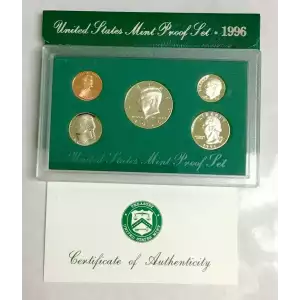 United States Mint Proof Set • 1996
United States Mint Proof Set
Certificate of Authenticity